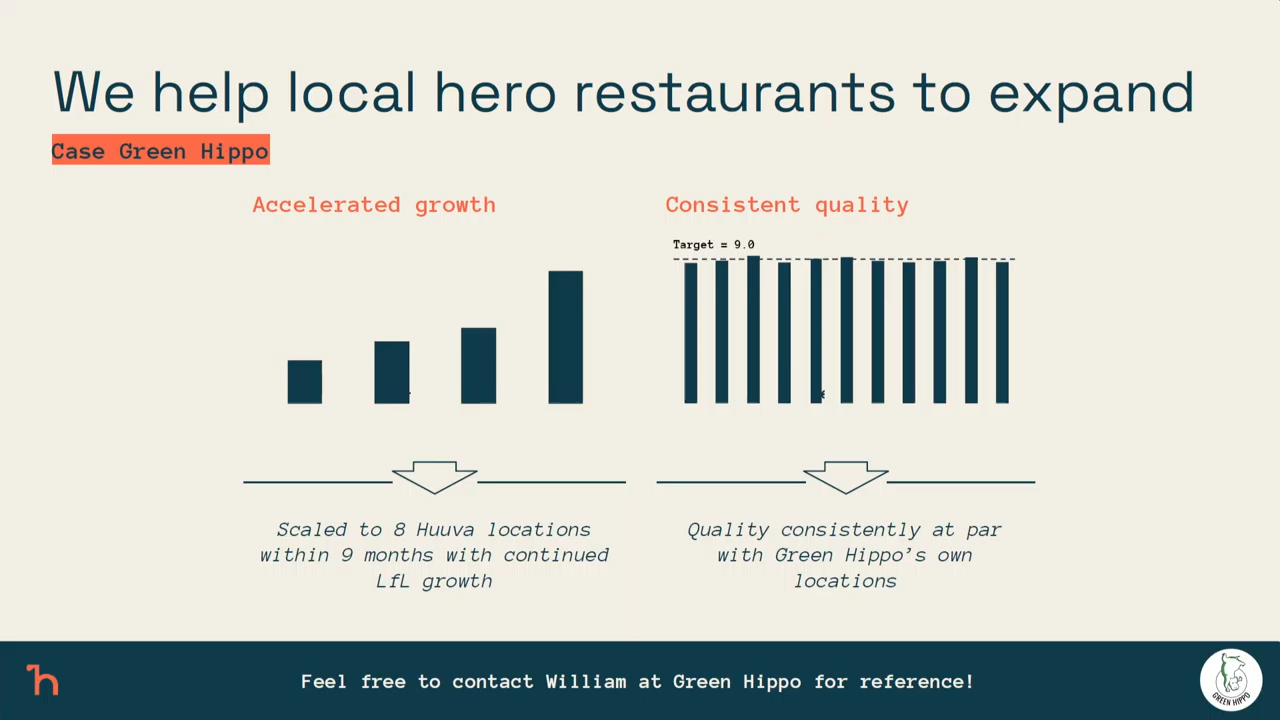 We help local hero restaurants to expand
Case Green Hippo
Accelerated growth
Consistent quality
Target = 9.0
Scaled to 8 Huuva locations
within 9 months with continued
LfL growth
Quality consistently at par
with Green Hippo’s own
locations
h
Feel free to contact William at Green Hippo for reference!
GREEN HIPPO